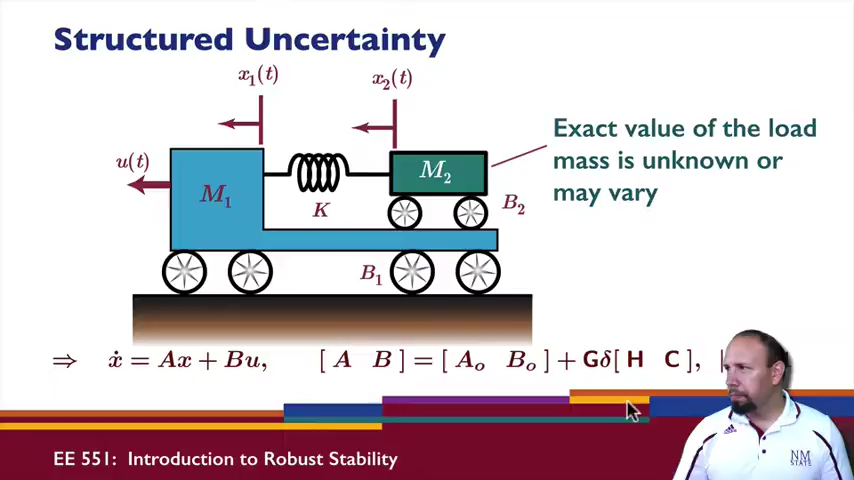 Structured Uncertainty
x₁(t)
x₂(t)
u(t)
M₁
K
M₂
B₂
B₁
Exact value of the load
mass is unknown or
may vary
⇒ ẋ = Ax + Bu, [ A B ] = [ Aₒ Bₒ ] + Gδ[ H C ], |
EE 551: Introduction to Robust Stability
NM
STATE